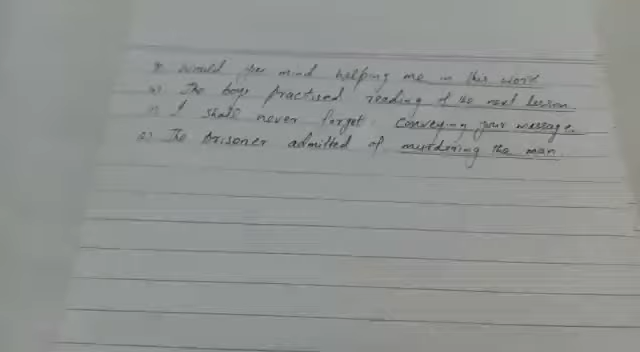 would you mind helping me in this word
The boys practised reading of the next lesson
I shall never forget conveying your message.
The prisoner admitted of murdering the man.